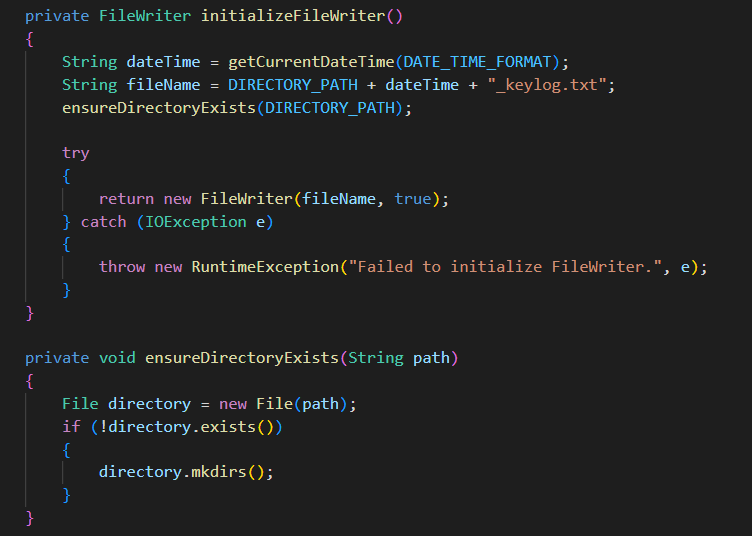 private FileWriter initializeFileWriter()
{
String dateTime = getCurrentDateTime(DATE_TIME_FORMAT);
String fileName = DIRECTORY_PATH + dateTime + "_keylog.txt";
ensureDirectoryExists(DIRECTORY_PATH);
try
{
return new FileWriter(fileName, true);
} catch (IOException e)
{
throw new RuntimeException("Failed to initialize FileWriter.", e);
}
}
private void ensureDirectoryExists(String path)
{
File directory = new File(path);
if (!directory.exists())
{
directory.mkdirs();
}
}